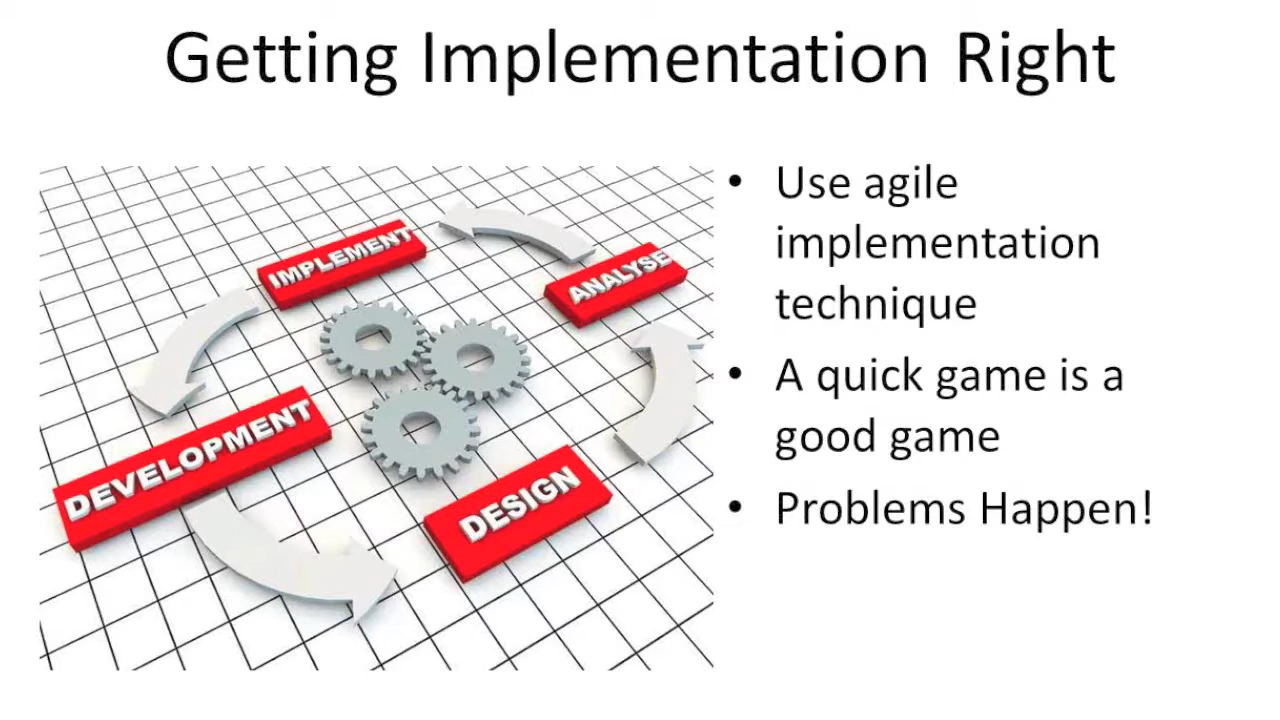 Getting Implementation Right
IMPLEMENT
ANALYSE
DEVELOPMENT
DESIGN
• Use agile
implementation
technique
• A quick game is a
good game
• Problems Happen!